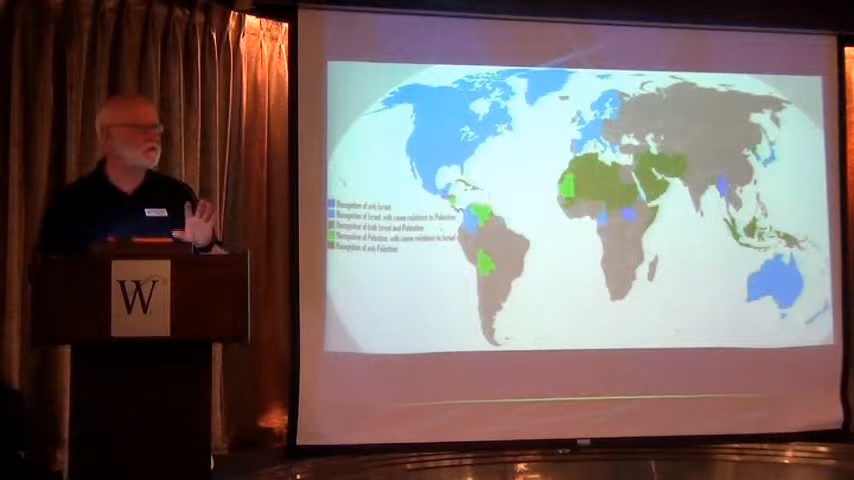 W
Recognition of only Israel
Recognition of Israel, with some relations to Palestine
Recognition of both Israel and Palestine
Recognition of Palestine, with some relations to Israel
Recognition of only Palestine